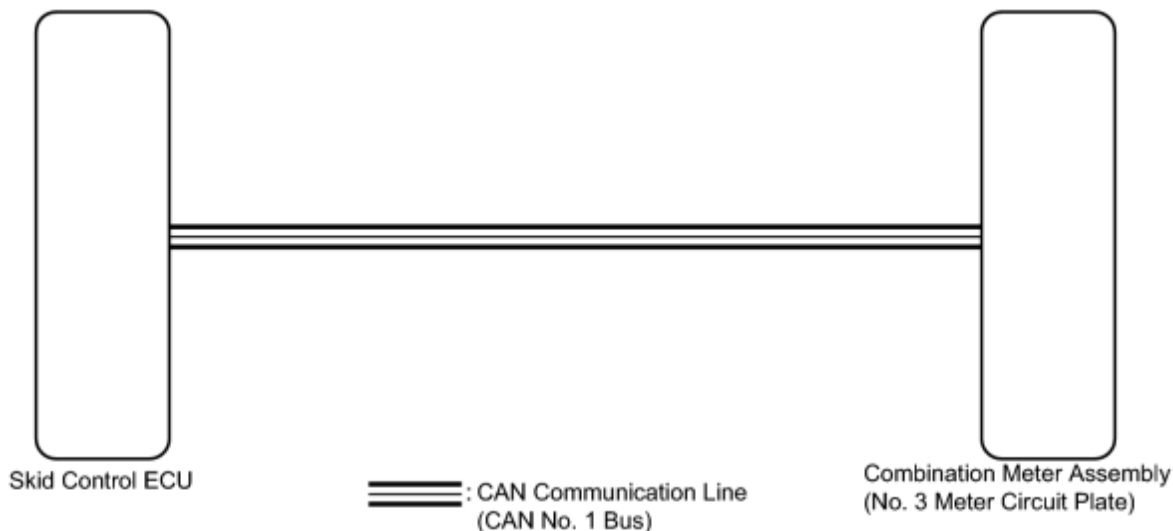 Skid Control ECU
: CAN Communication Line
(CAN No. 1 Bus)
Combination Meter Assembly
(No. 3 Meter Circuit Plate)